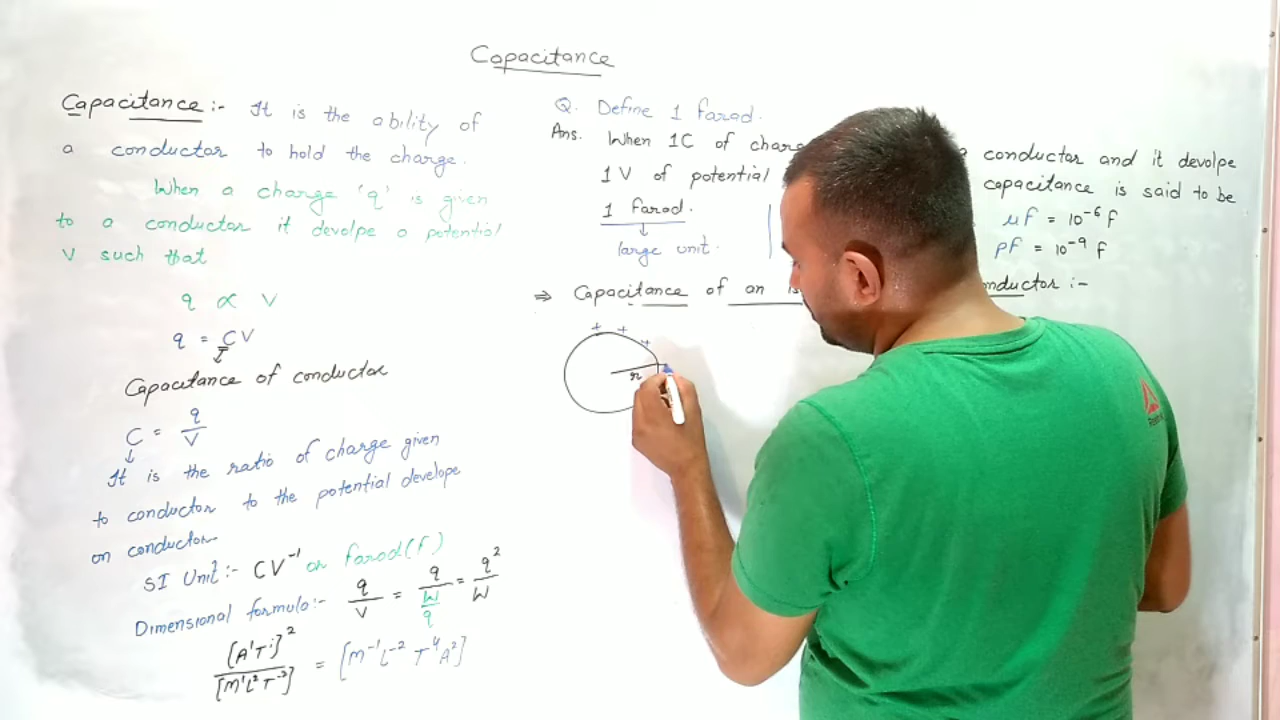 Capacitance
Capacitance :- It is the ability of
a conductor to hold the charge.
When a charge 'q' is given
to a conductor it devolpe a potential
V such that
q ∝ V
q = CV
↓
Capacitance of conductor
C = q/V
↓
It is the ratio of charge given
to conductor to the potential develope
on conductor
SI Unit :- CV⁻¹ or farad(f)
Dimensional formula :- q/V = q/(W/q) = q²/W
[A¹T¹]²/[M¹L²T⁻²] = [M⁻¹L⁻² T⁴A²]
Q. Define 1 farad.
Ans. When 1C of conductor and it devolpe
1V of potential capacitance is said to be
1 farad. μf = 10⁻⁶ f
↓
large unit. pf = 10⁻⁹ f
⇒ Capacitance of an :-
+ + +
r